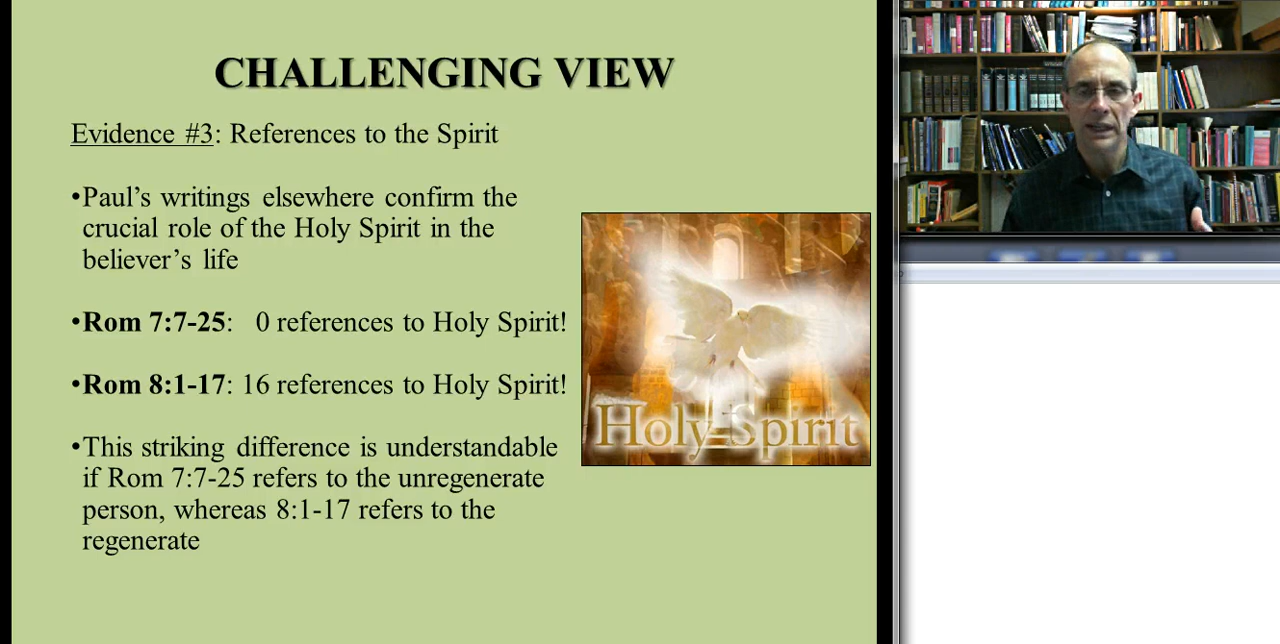 CHALLENGING VIEW
Evidence #3: References to the Spirit
•Paul’s writings elsewhere confirm the
crucial role of the Holy Spirit in the
believer’s life
•Rom 7:7-25: 0 references to Holy Spirit!
•Rom 8:1-17: 16 references to Holy Spirit!
•This striking difference is understandable
if Rom 7:7-25 refers to the unregenerate
person, whereas 8:1-17 refers to the
regenerate
Holy Spirit